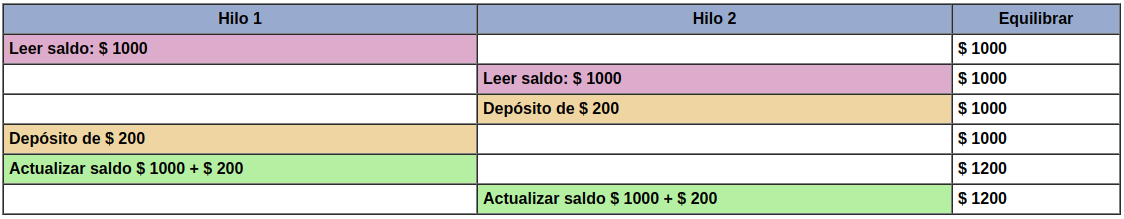 Hilo 1 Hilo 2 Equilibrar
Leer saldo: $ 1000 $ 1000
Leer saldo: $ 1000 $ 1000
Depósito de $ 200 $ 1000
Depósito de $ 200 $ 1000
Actualizar saldo $ 1000 + $ 200 $ 1200
Actualizar saldo $ 1000 + $ 200 $ 1200